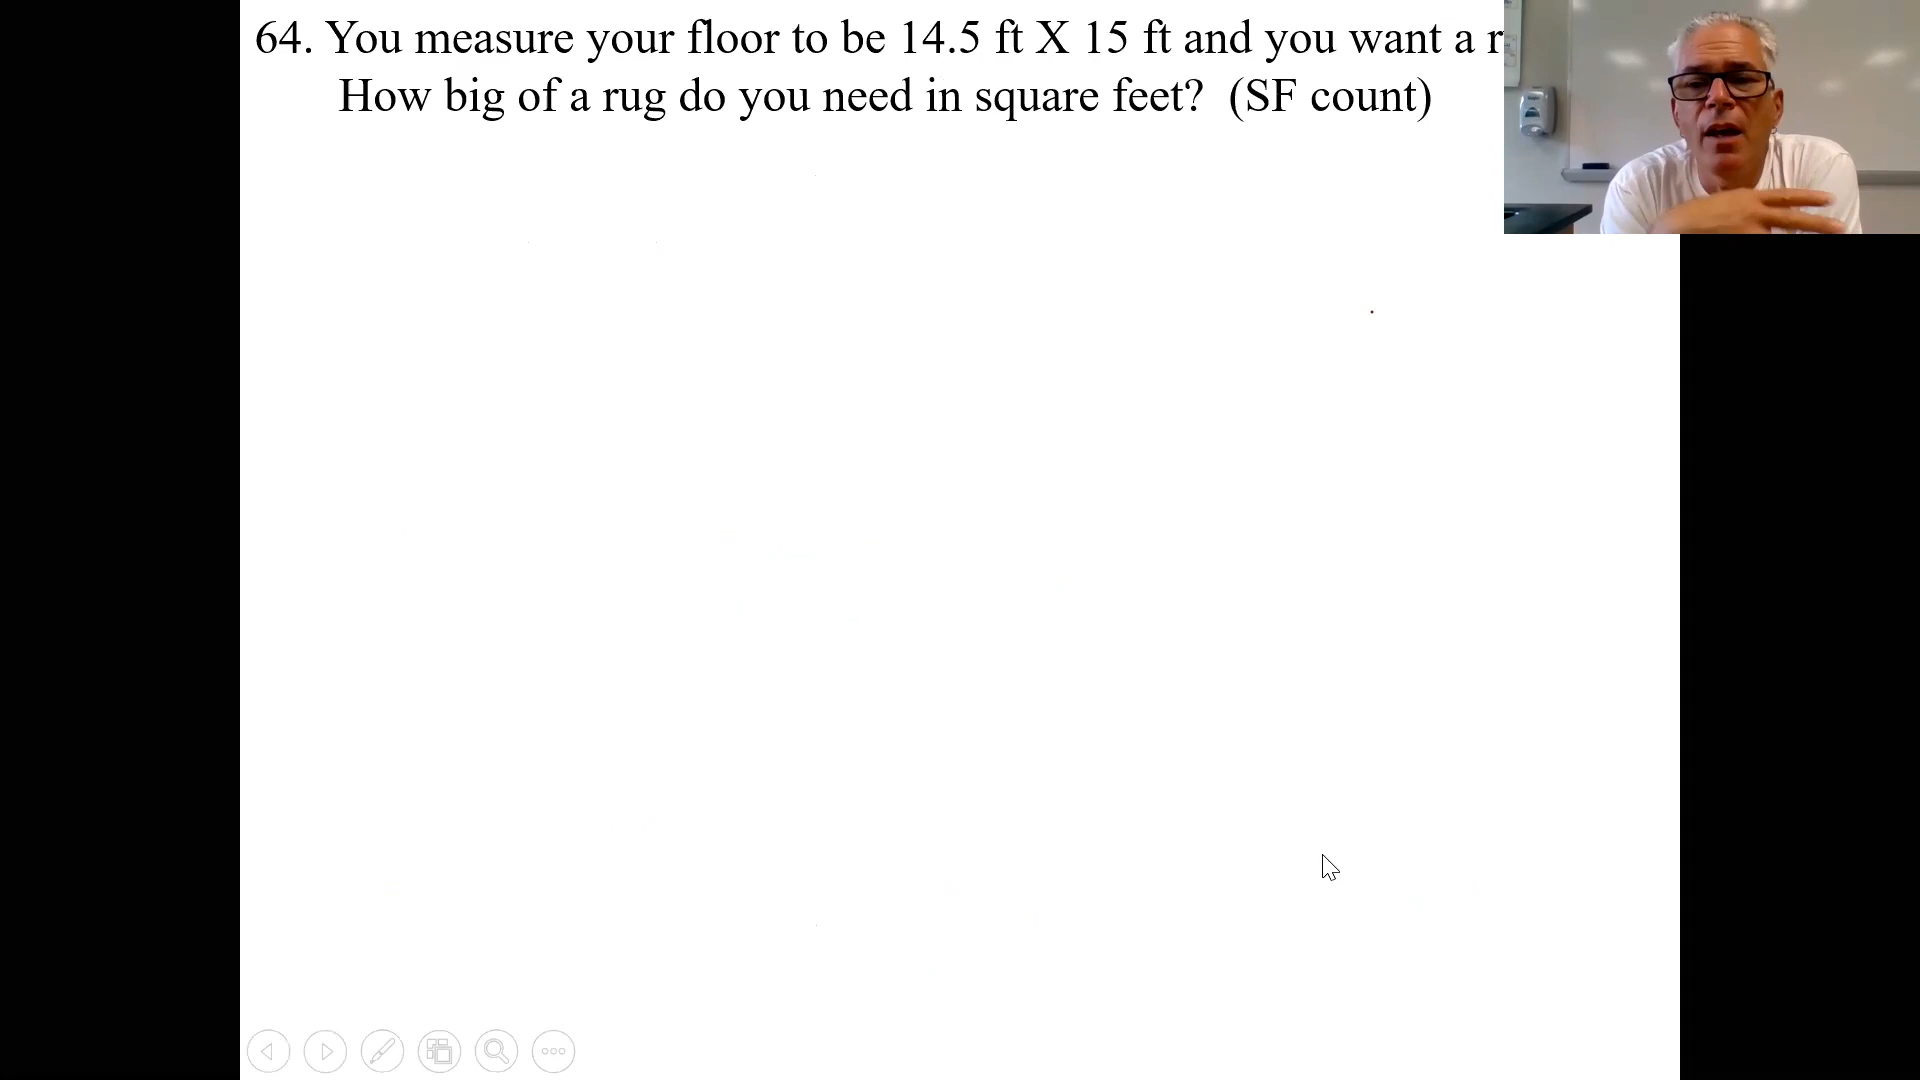 64. You measure your floor to be 14.5 ft X 15 ft and you want a
How big of a rug do you need in square feet? (SF count)